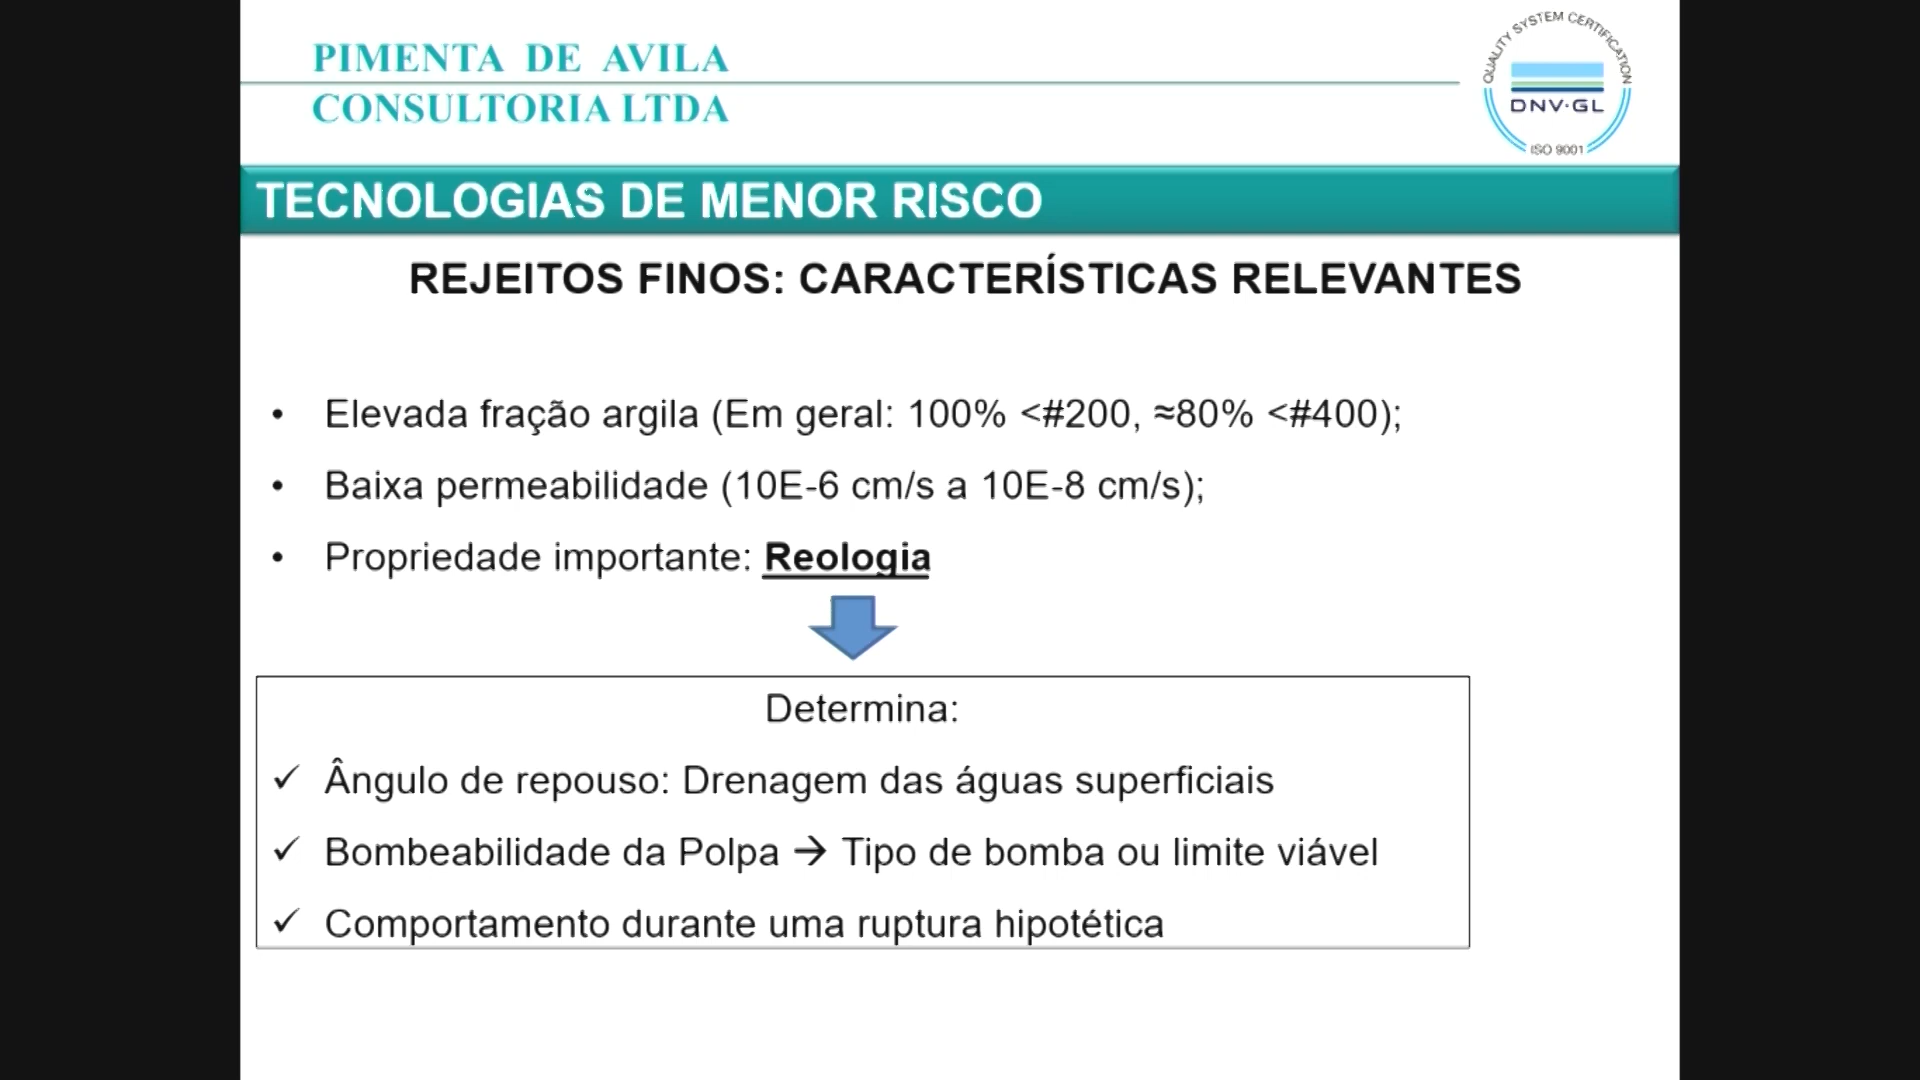 PIMENTA DE AVILA
CONSULTORIA LTDA
QUALITY SYSTEM CERTIFICATION
DNV·GL
ISO 9001
TECNOLOGIAS DE MENOR RISCO
REJEITOS FINOS: CARACTERÍSTICAS RELEVANTES
• Elevada fração argila (Em geral: 100% <#200, ≈80% <#400);
• Baixa permeabilidade (10E-6 cm/s a 10E-8 cm/s);
• Propriedade importante: Reologia
Determina:
✓ Ângulo de repouso: Drenagem das águas superficiais
✓ Bombeabilidade da Polpa → Tipo de bomba ou limite viável
✓ Comportamento durante uma ruptura hipotética